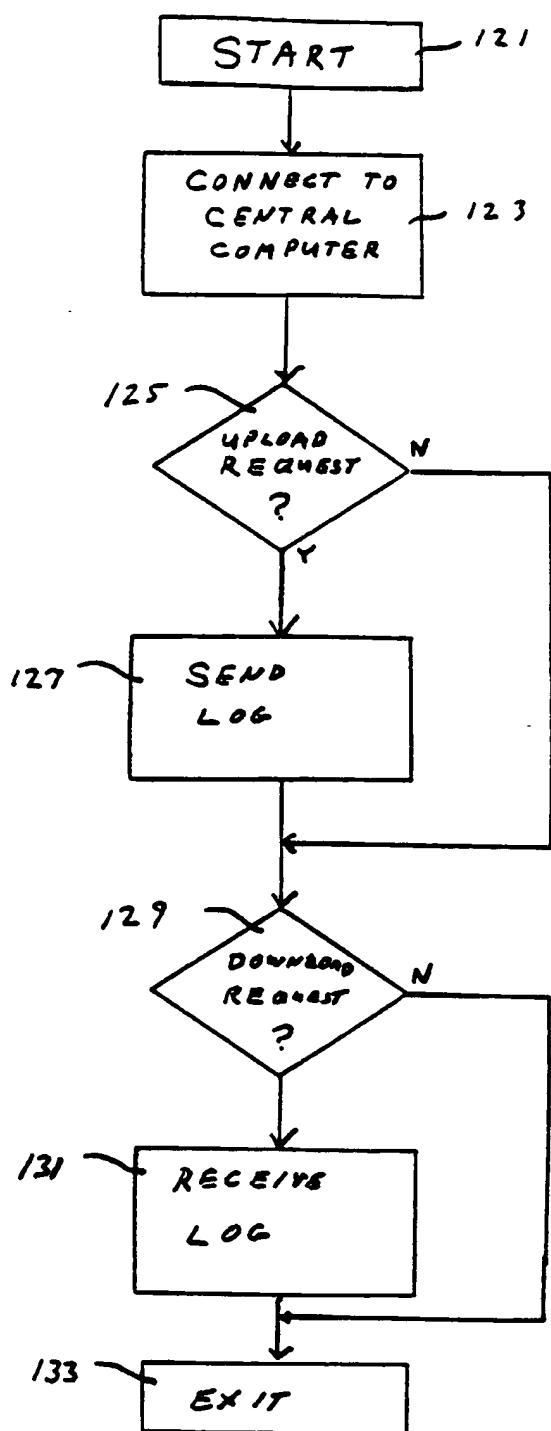 START
121
CONNECT TO
CENTRAL
COMPUTER
123
125
UPLOAD
REQUEST
?
N
Y
127
SEND
LOG
129
DOWNLOAD
REQUEST
?
N
131
RECEIVE
LOG
133
EXIT